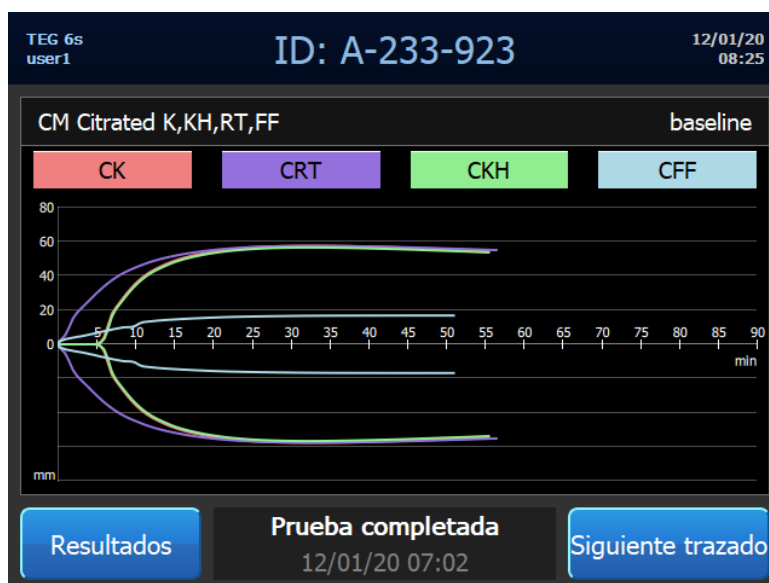 TEG 6s
user1
ID: A-233-923
12/01/20
08:25
CM Citrated K,KH,RT,FF
baseline
CK
CRT
CKH
CFF
80
60
40
20
0
5 10 15 20 25 30 35 40 45 50 55 60 65 70 75 80 85 90
min
mm
Resultados
Prueba completada
12/01/20 07:02
Siguiente trazado